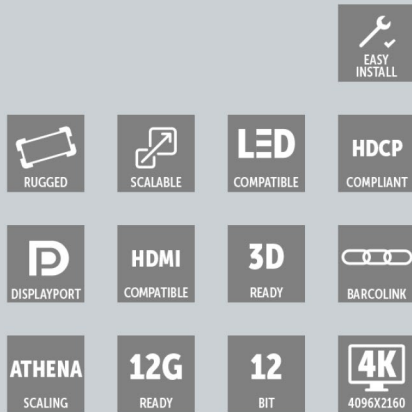 EASY
INSTALL
RUGGED
SCALABLE
LED
COMPATIBLE
HDCP
COMPLIANT
DISPLAYPORT
HDMI
COMPATIBLE
3D
READY
BARCOLINK
ATHENA
SCALING
12G
READY
12
BIT
4K
4096X2160